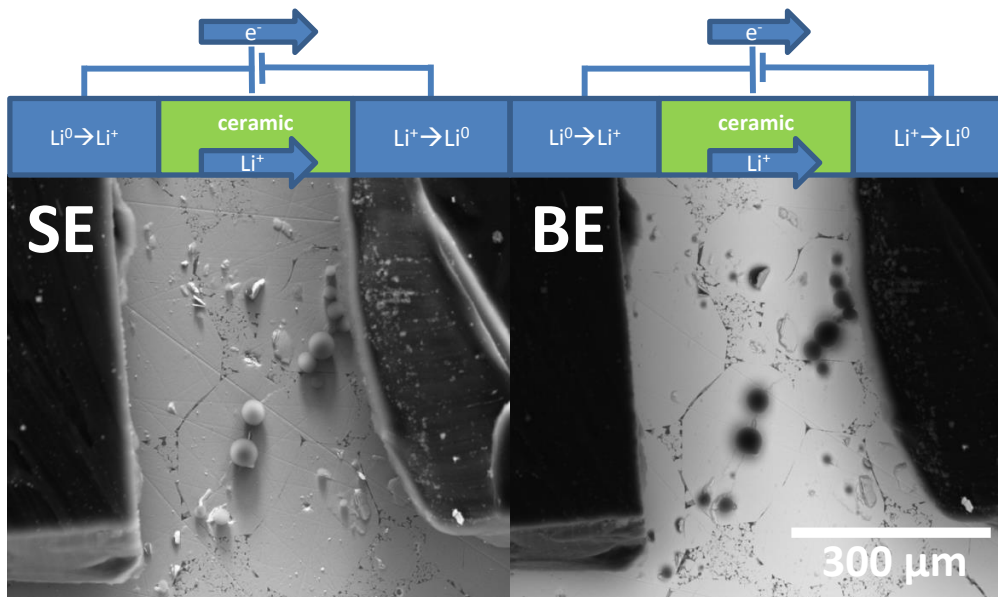 e⁻
e⁻
Li⁰→Li⁺
ceramic
Li⁺→Li⁰
Li⁺
Li⁰→Li⁺
ceramic
Li⁺→Li⁰
Li⁺
SE
BE
300 µm